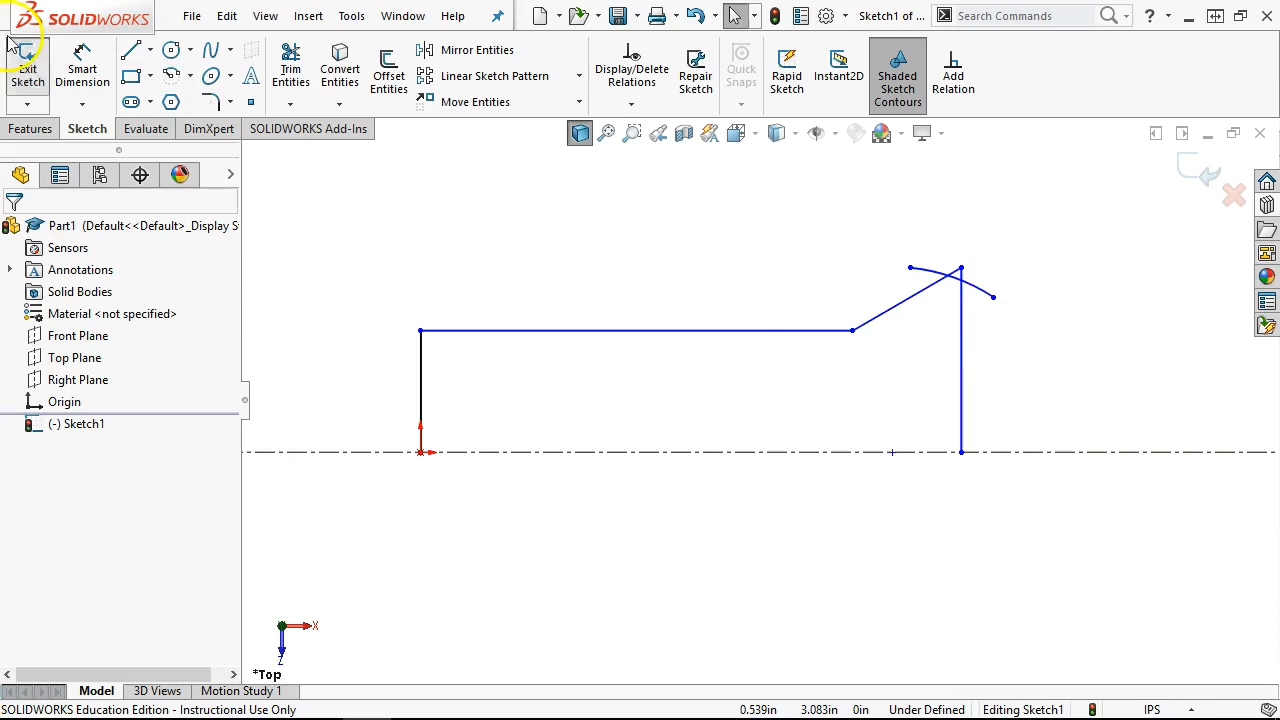 SOLIDWORKS
File Edit View Insert Tools Window Help
Sketch1 of ...
Search Commands
Exit Sketch
Smart Dimension
Trim Entities
Convert Entities
Offset Entities
Mirror Entities
Linear Sketch Pattern
Move Entities
Display/Delete Relations
Repair Sketch
Quick Snaps
Rapid Sketch
Instant2D
Shaded Sketch Contours
Add Relation
Features Sketch Evaluate DimXpert SOLIDWORKS Add-Ins
Part1 (Default<<Default>_Display S
Sensors
Annotations
Solid Bodies
Material <not specified>
Front Plane
Top Plane
Right Plane
Origin
(-) Sketch1
X
Z
*Top
Model 3D Views Motion Study 1
SOLIDWORKS Education Edition - Instructional Use Only
0.539in 3.083in 0in Under Defined Editing Sketch1 IPS